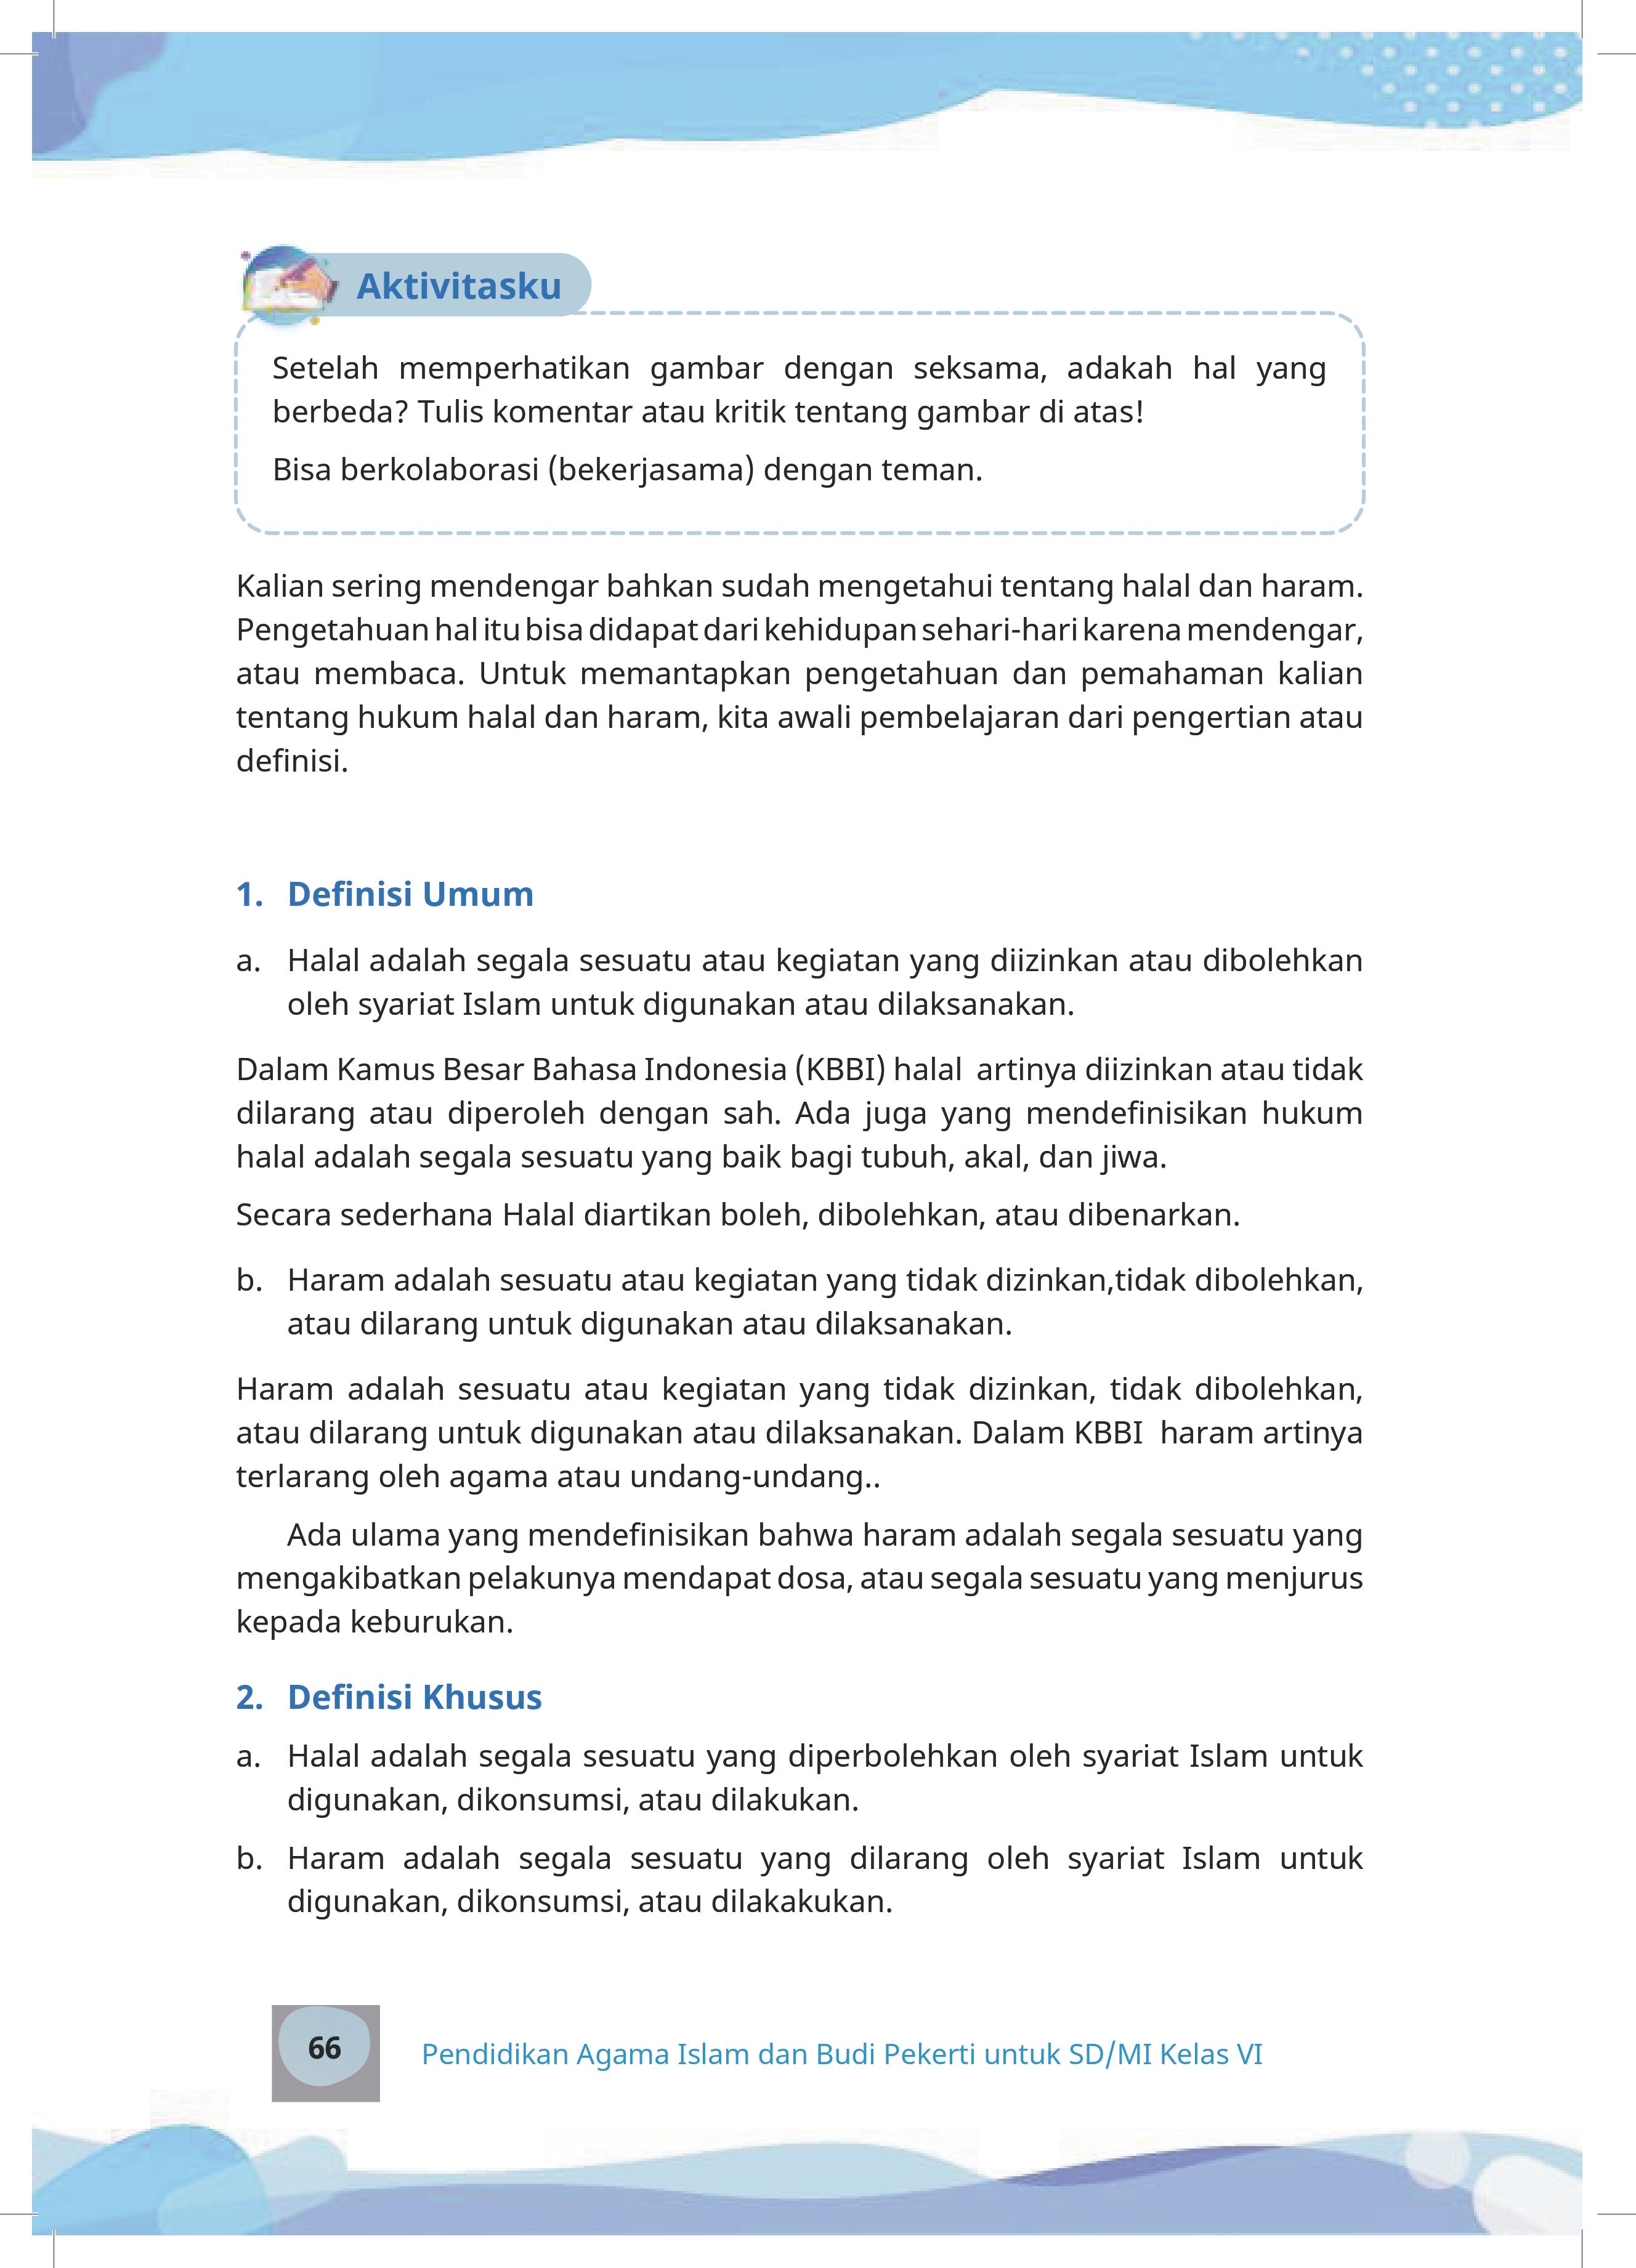 Aktivitasku
Setelah memperhatikan gambar dengan seksama, adakah hal yang
berbeda? Tulis komentar atau kritik tentang gambar di atas!
Bisa berkolaborasi (bekerjasama) dengan teman.
Kalian sering mendengar bahkan sudah mengetahui tentang halal dan haram.
Pengetahuan hal itu bisa didapat dari kehidupan sehari-hari karena mendengar,
atau membaca. Untuk memantapkan pengetahuan dan pemahaman kalian
tentang hukum halal dan haram, kita awali pembelajaran dari pengertian atau
definisi.
1. Definisi Umum
a. Halal adalah segala sesuatu atau kegiatan yang diizinkan atau dibolehkan
oleh syariat Islam untuk digunakan atau dilaksanakan.
Dalam Kamus Besar Bahasa Indonesia (KBBI) halal artinya diizinkan atau tidak
dilarang atau diperoleh dengan sah. Ada juga yang mendefinisikan hukum
halal adalah segala sesuatu yang baik bagi tubuh, akal, dan jiwa.
Secara sederhana Halal diartikan boleh, dibolehkan, atau dibenarkan.
b. Haram adalah sesuatu atau kegiatan yang tidak dizinkan,tidak dibolehkan,
atau dilarang untuk digunakan atau dilaksanakan.
Haram adalah sesuatu atau kegiatan yang tidak dizinkan, tidak dibolehkan,
atau dilarang untuk digunakan atau dilaksanakan. Dalam KBBI haram artinya
terlarang oleh agama atau undang-undang..
Ada ulama yang mendefinisikan bahwa haram adalah segala sesuatu yang
mengakibatkan pelakunya mendapat dosa, atau segala sesuatu yang menjurus
kepada keburukan.
2. Definisi Khusus
a. Halal adalah segala sesuatu yang diperbolehkan oleh syariat Islam untuk
digunakan, dikonsumsi, atau dilakukan.
b. Haram adalah segala sesuatu yang dilarang oleh syariat Islam untuk
digunakan, dikonsumsi, atau dilakakukan.
66 Pendidikan Agama Islam dan Budi Pekerti untuk SD/MI Kelas VI